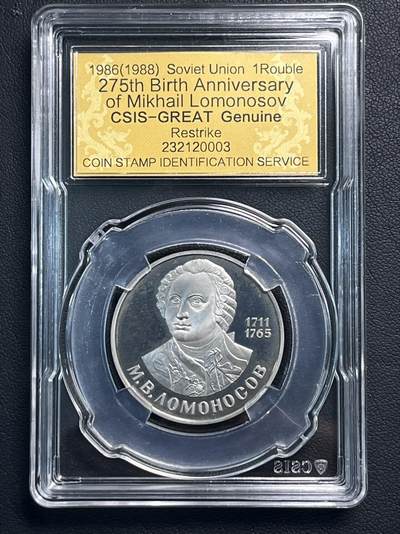 1986(1988) Soviet Union 1Rouble
275th Birth Anniversary
of Mikhail Lomonosov
CSIS-GREAT Genuine
Restrike
232120003
COIN STAMP IDENTIFICATION SERVICE
1711
1765
М.В.ЛОМОНОСОВ
CSIS